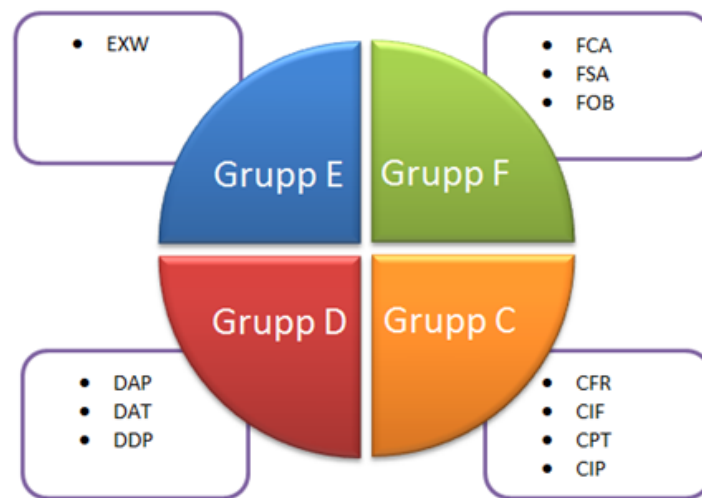 • EXW
• FCA
• FSA
• FOB
Grupp E
Grupp F
Grupp D
Grupp C
• DAP
• DAT
• DDP
• CFR
• CIF
• CPT
• CIP